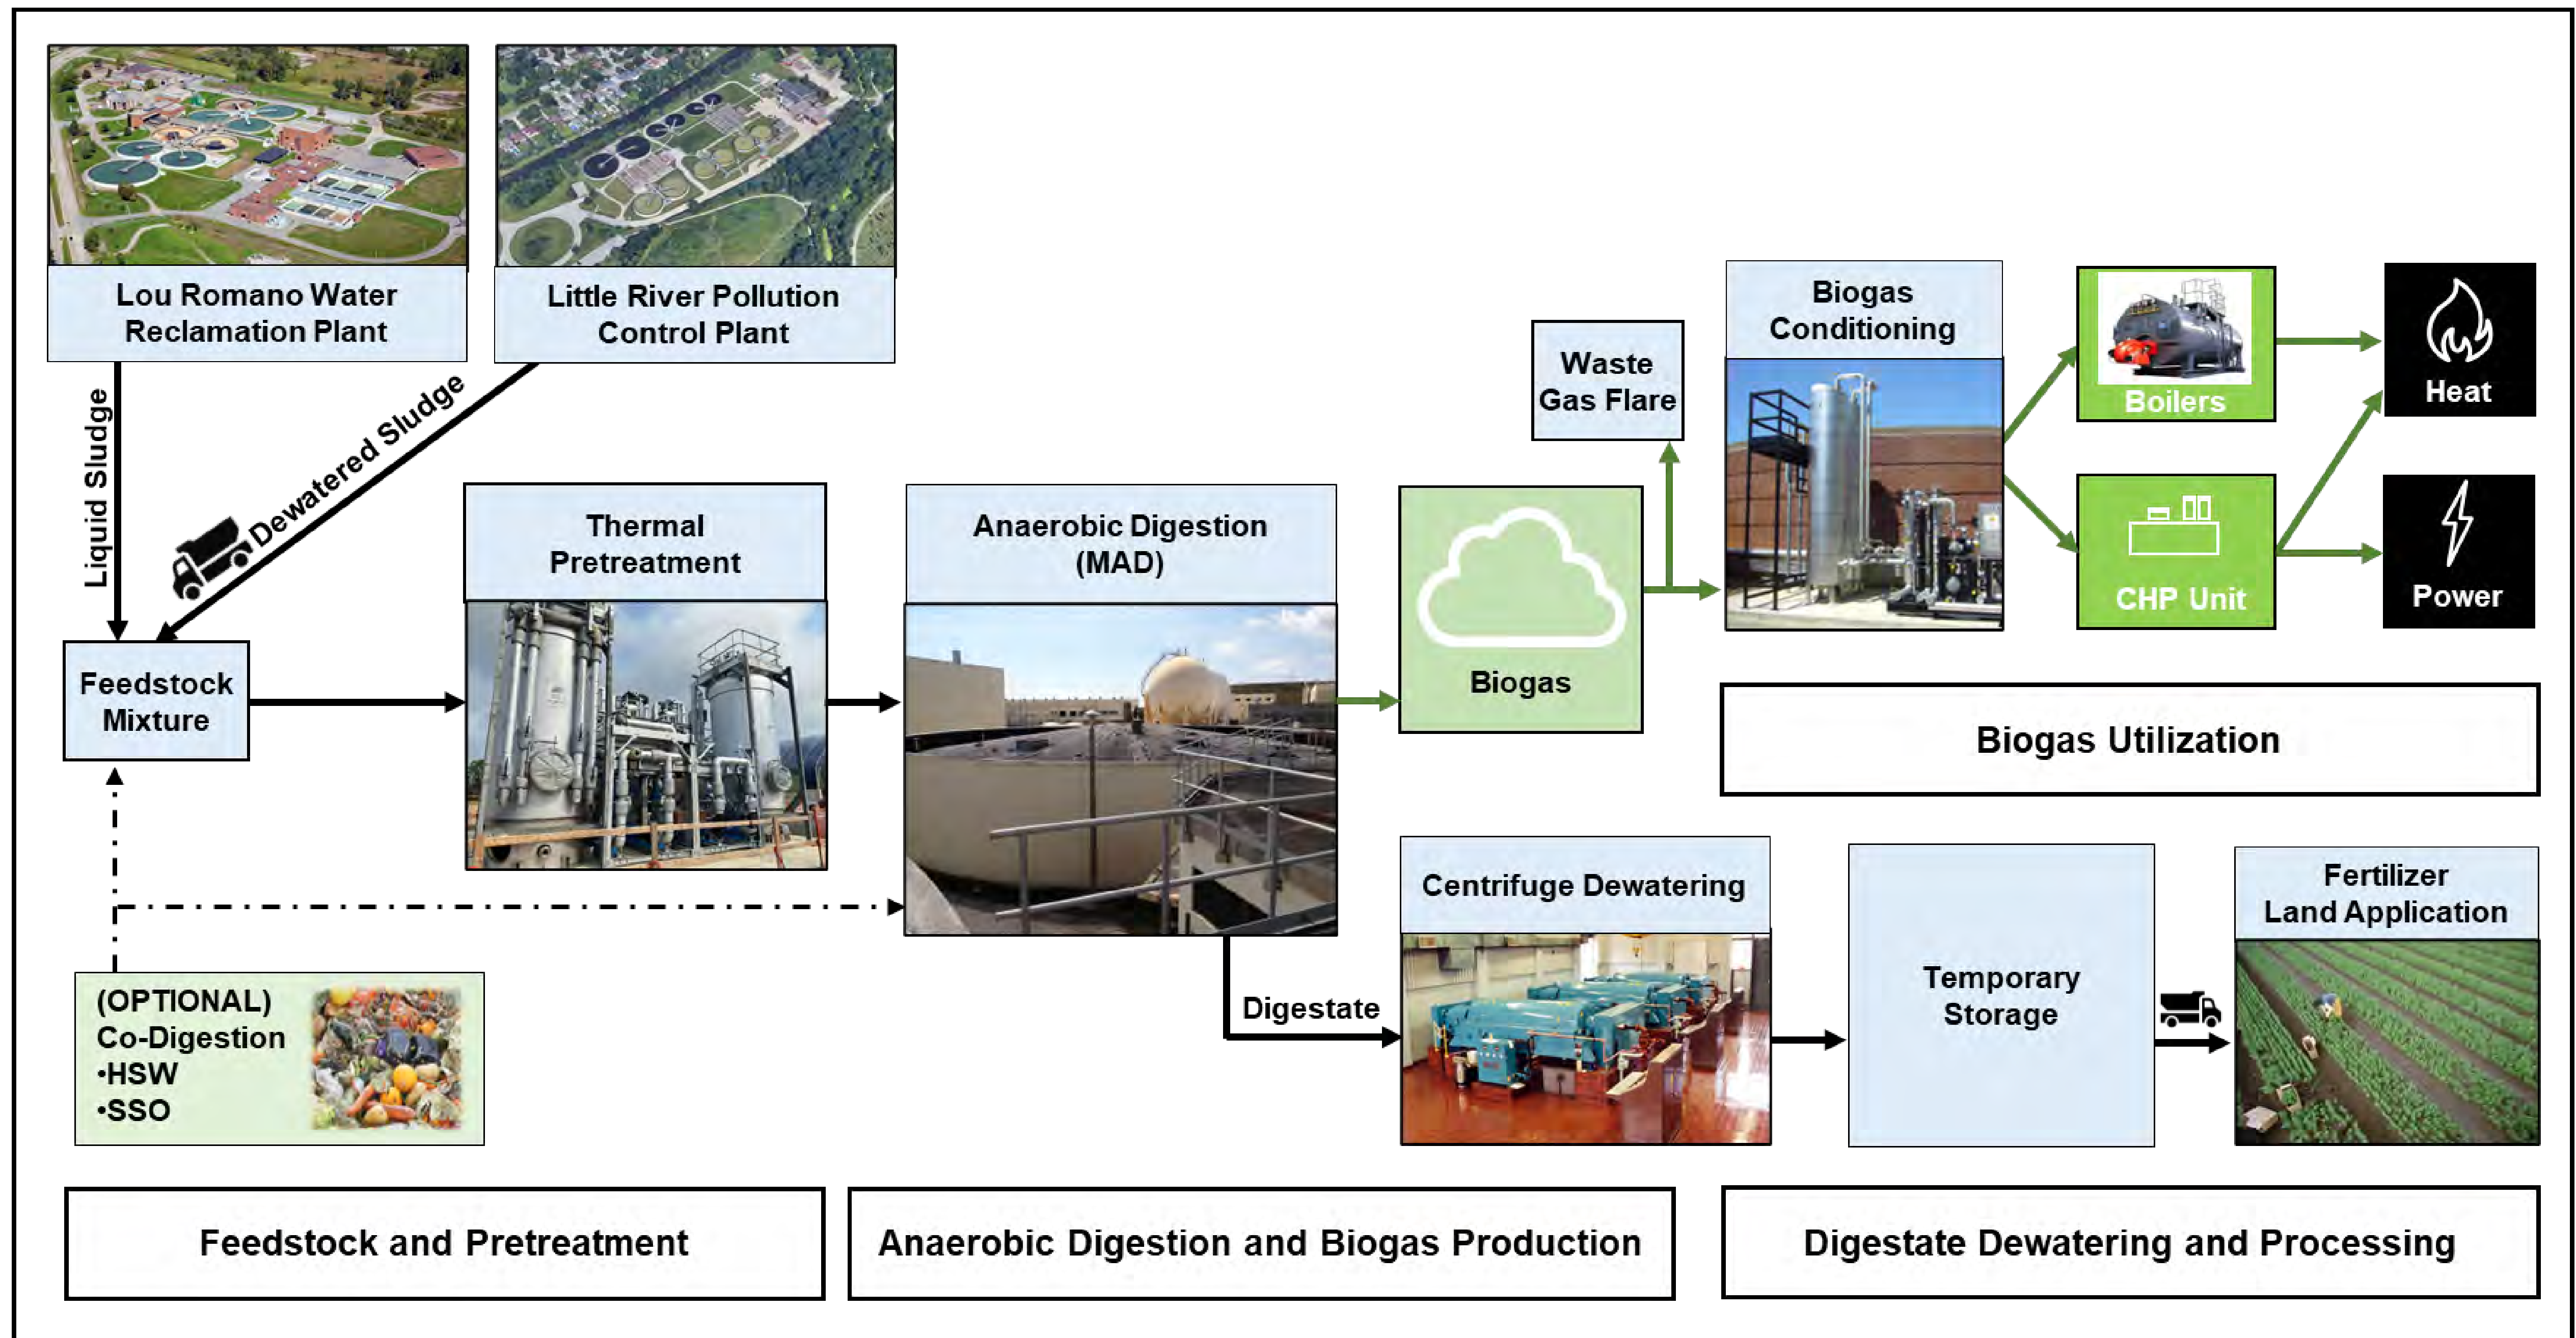 Lou Romano Water
Reclamation Plant
Little River Pollution
Control Plant
Liquid Sludge
Dewatered Sludge
Feedstock
Mixture
Thermal
Pretreatment
Anaerobic Digestion
(MAD)
Biogas
Waste
Gas Flare
Biogas
Conditioning
Boilers
CHP Unit
Heat
Power
Biogas Utilization
(OPTIONAL)
Co-Digestion
•HSW
•SSO
Digestate
Centrifuge Dewatering
Temporary
Storage
Fertilizer
Land Application
Feedstock and Pretreatment
Anaerobic Digestion and Biogas Production
Digestate Dewatering and Processing